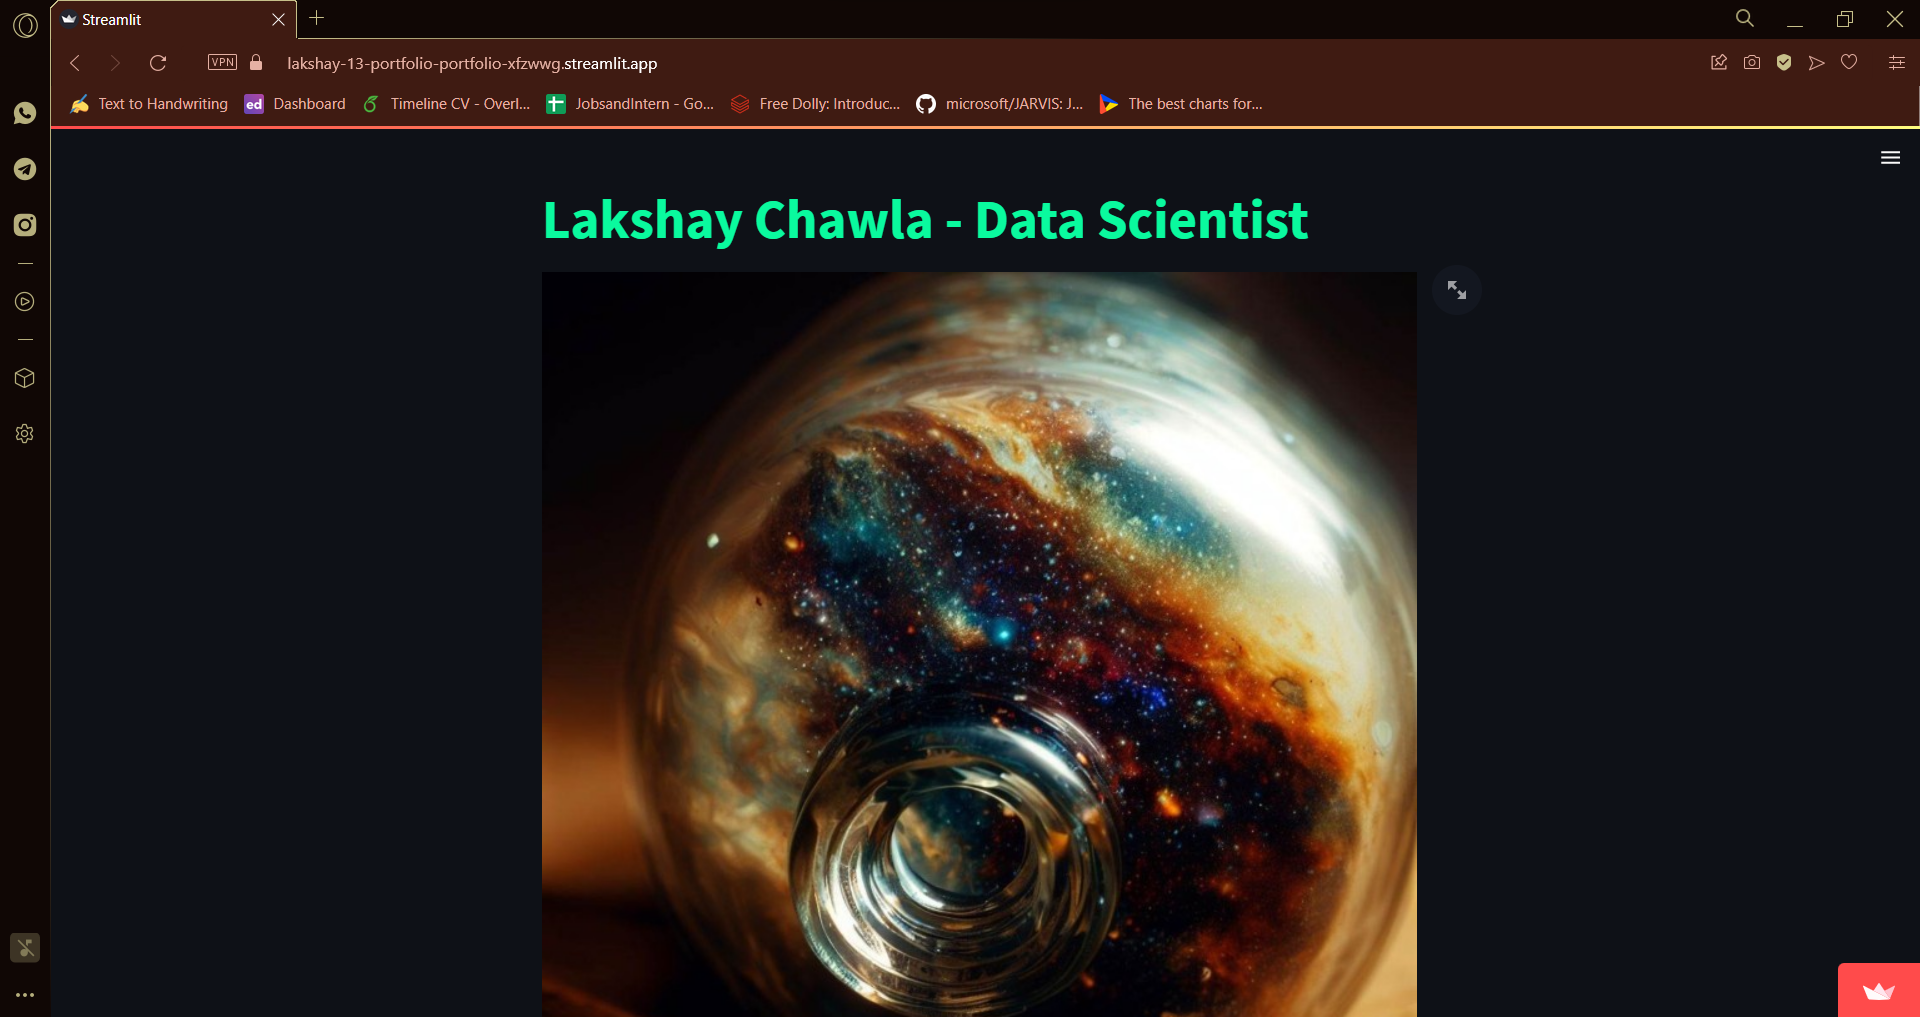 Streamlit
VPN
lakshay-13-portfolio-portfolio-xfzwwg.streamlit.app
Text to Handwriting
ed Dashboard
Timeline CV - Overl...
JobsandIntern - Go...
Free Dolly: Introduc...
microsoft/JARVIS: J...
The best charts for...
Lakshay Chawla - Data Scientist